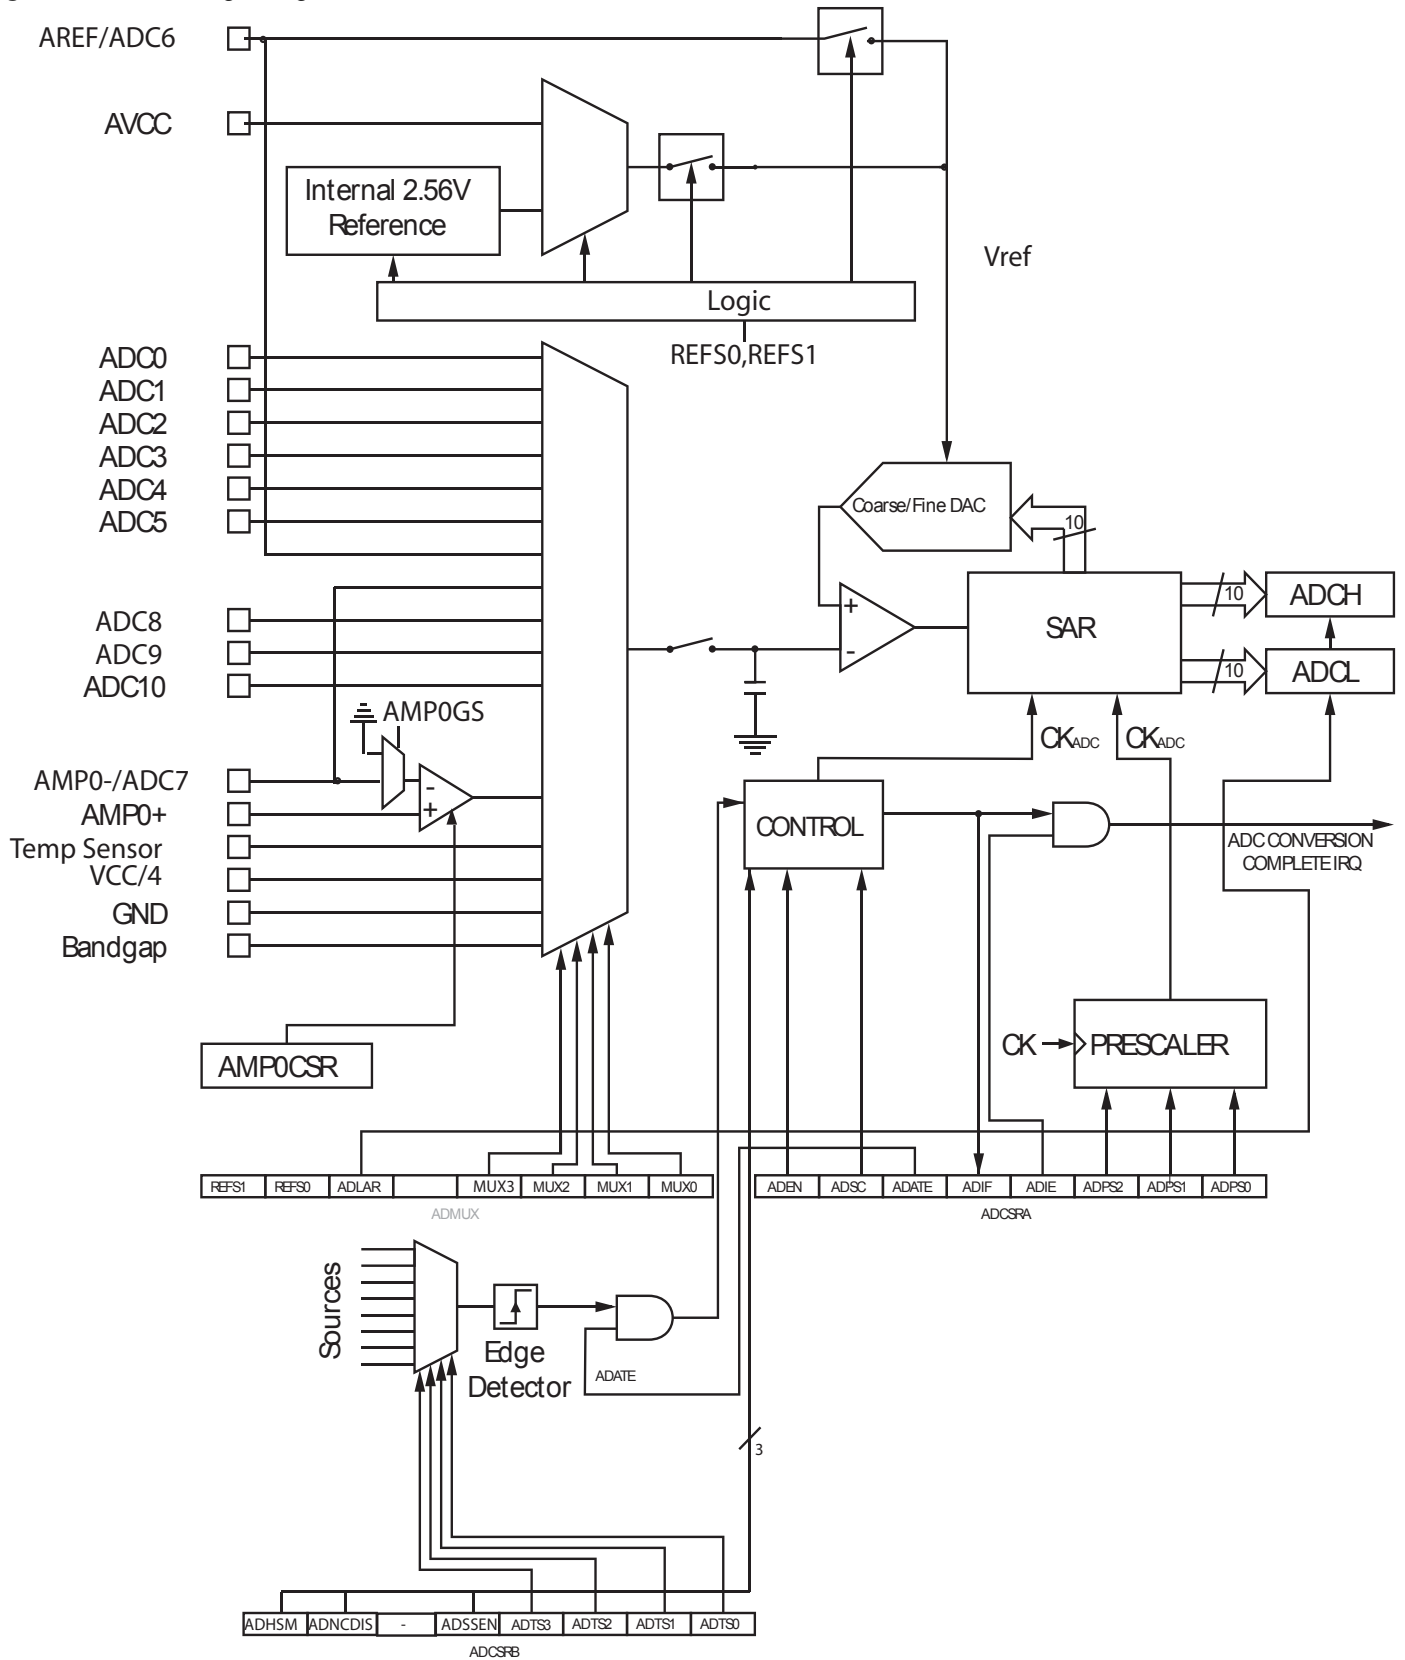 AREF/ADC6
AVCC
Internal 2.56V
Reference
Vref
Logic
REFS0,REFS1
ADC0
ADC1
ADC2
ADC3
ADC4
ADC5
Coarse/Fine DAC
10
ADC8
ADC9
ADC10
SAR
10
ADCH
10
ADCL
AMP0GS
CKADC
CKADC
AMP0-/ADC7
AMP0+
Temp Sensor
VCC/4
GND
Bandgap
-
+
+
-
CONTROL
ADC CONVERSION
COMPLETE IRQ
AMP0CSR
CK
PRESCALER
REFS1 REFS0 ADLAR MUX3 MUX2 MUX1 MUX0
ADMUX
ADEN ADSC ADATE ADIF ADIE ADPS2 ADPS1 ADPS0
ADCSRA
Sources
Edge
Detector
ADATE
3
ADHSM ADNCDIS - ADSSEN ADTS3 ADTS2 ADTS1 ADTS0
ADCSRB